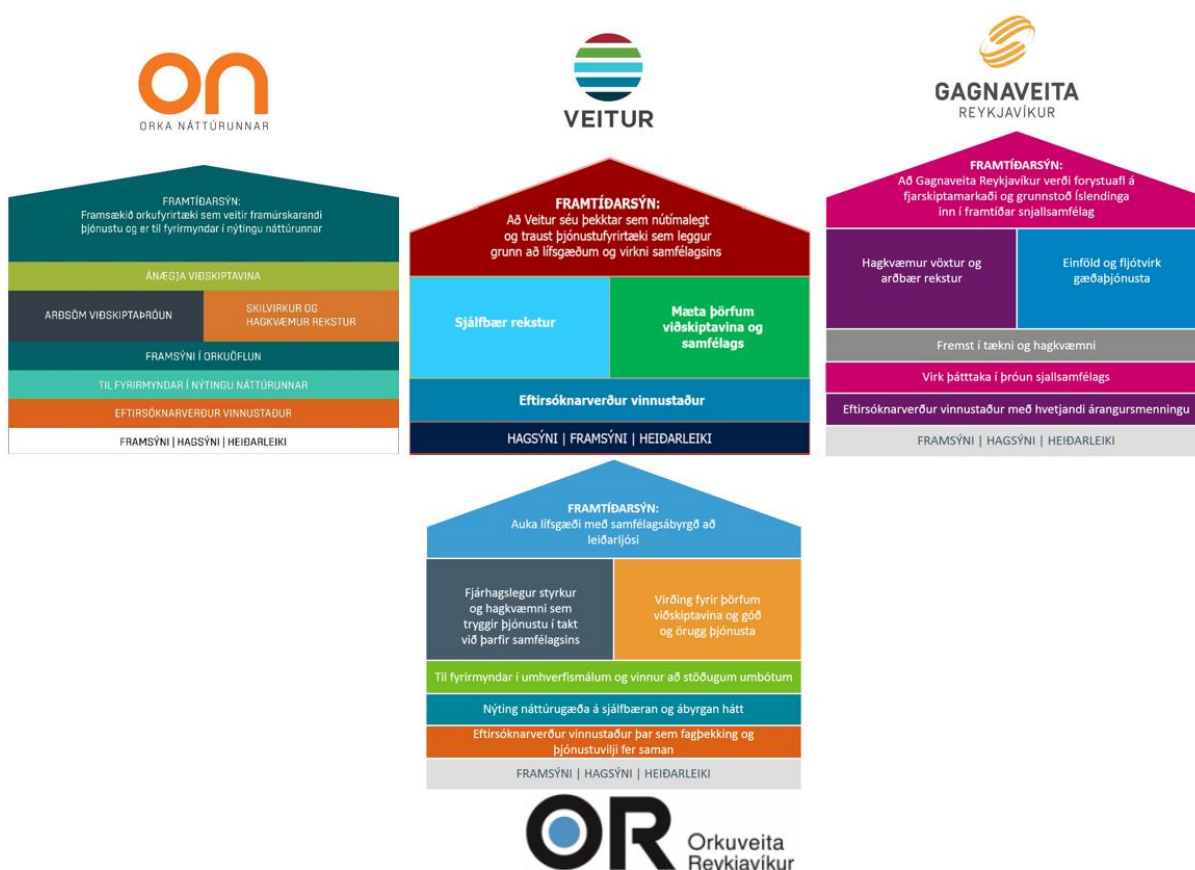 on
ORKA NÁTTÚRUNNAR
FRAMTÍÐARSÝN:
Framsækið orkufyrirtæki sem veitir framúrskarandi
þjónustu og er til fyrirmyndar í nýtingu náttúrunnar
ÁNÆGJA VIÐSKIPTAVINA
ARÐSÖM VIÐSKIPTAÞRÓUN
SKILVIRKUR OG
HAGKVÆMUR REKSTUR
FRAMSÝNI Í ORKUÖFLUN
TIL FYRIRMYNDAR Í NÝTINGU NÁTTÚRUNNAR
EFTIRSÓKNARVERÐUR VINNUSTAÐUR
FRAMSÝNI | HAGSÝNI | HEIÐARLEIKI
VEITUR
FRAMTÍÐARSÝN:
Að Veitur séu þekktar sem nútímalegt
og traust þjónustufyrirtæki sem leggur
grunn að lífsgæðum og virkni samfélagsins
Sjálfbær rekstur
Mæta þörfum
viðskiptavina og
samfélags
Eftirsóknarverður vinnustaður
HAGSÝNI | FRAMSÝNI | HEIÐARLEIKI
GAGNAVEITA
REYKJAVÍKUR
FRAMTÍÐARSÝN:
Að Gagnaveita Reykjavíkur verði forystuafl á
fjarskiptamarkaði og grunnstoð Íslendinga
inn í framtíðar snjallsamfélag
Hagkvæmur vöxtur og
arðbær rekstur
Einföld og fljótvirk
gæðaþjónusta
Fremst í tækni og hagkvæmni
Virk þátttaka í þróun sjallsamfélags
Eftirsóknarverður vinnustaður með hvetjandi árangursmenningu
FRAMSÝNI | HAGSÝNI | HEIÐARLEIKI
FRAMTÍÐARSÝN:
Auka lífsgæði með samfélagsábyrgð að
leiðarljósi
Fjárhagslegur styrkur
og hagkvæmni sem
tryggir þjónustu í takt
við þarfir samfélagsins
Virðing fyrir þörfum
viðskiptavina og góð
og örugg þjónusta
Til fyrirmyndar í umhverfismálum og vinnur að stöðugum umbótum
Nýting náttúrugæða á sjálfbæran og ábyrgan hátt
Eftirsóknarverður vinnustaður þar sem fagþekking og
þjónustuvilji fer saman
FRAMSÝNI | HAGSÝNI | HEIÐARLEIKI
OR
Orkuveita
Reykjavíkur